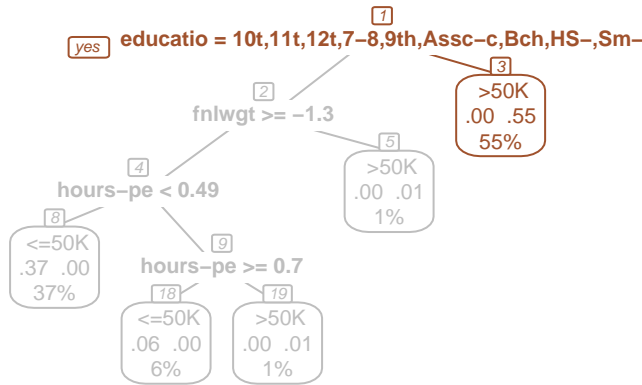 1
yes educatio = 10t,11t,12t,7−8,9th,Assc−c,Bch,HS−,Sm−
2
fnlwgt >= −1.3
3
>50K
.00 .55
55%
4
hours−pe < 0.49
5
>50K
.00 .01
1%
8
<=50K
.37 .00
37%
9
hours−pe >= 0.7
18
<=50K
.06 .00
6%
19
>50K
.00 .01
1%